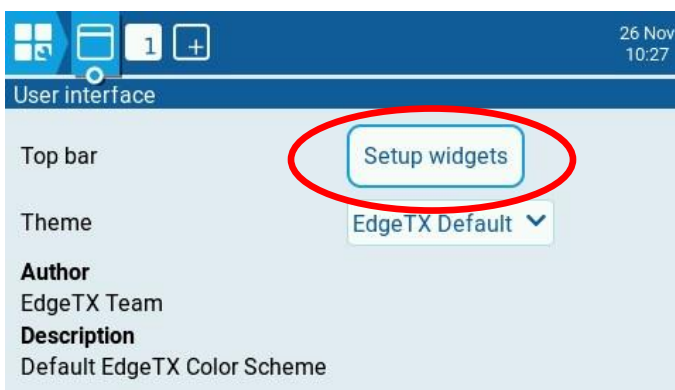 1
26 Nov
10:27
User interface
Top bar
Setup widgets
Theme
EdgeTX Default
Author
EdgeTX Team
Description
Default EdgeTX Color Scheme